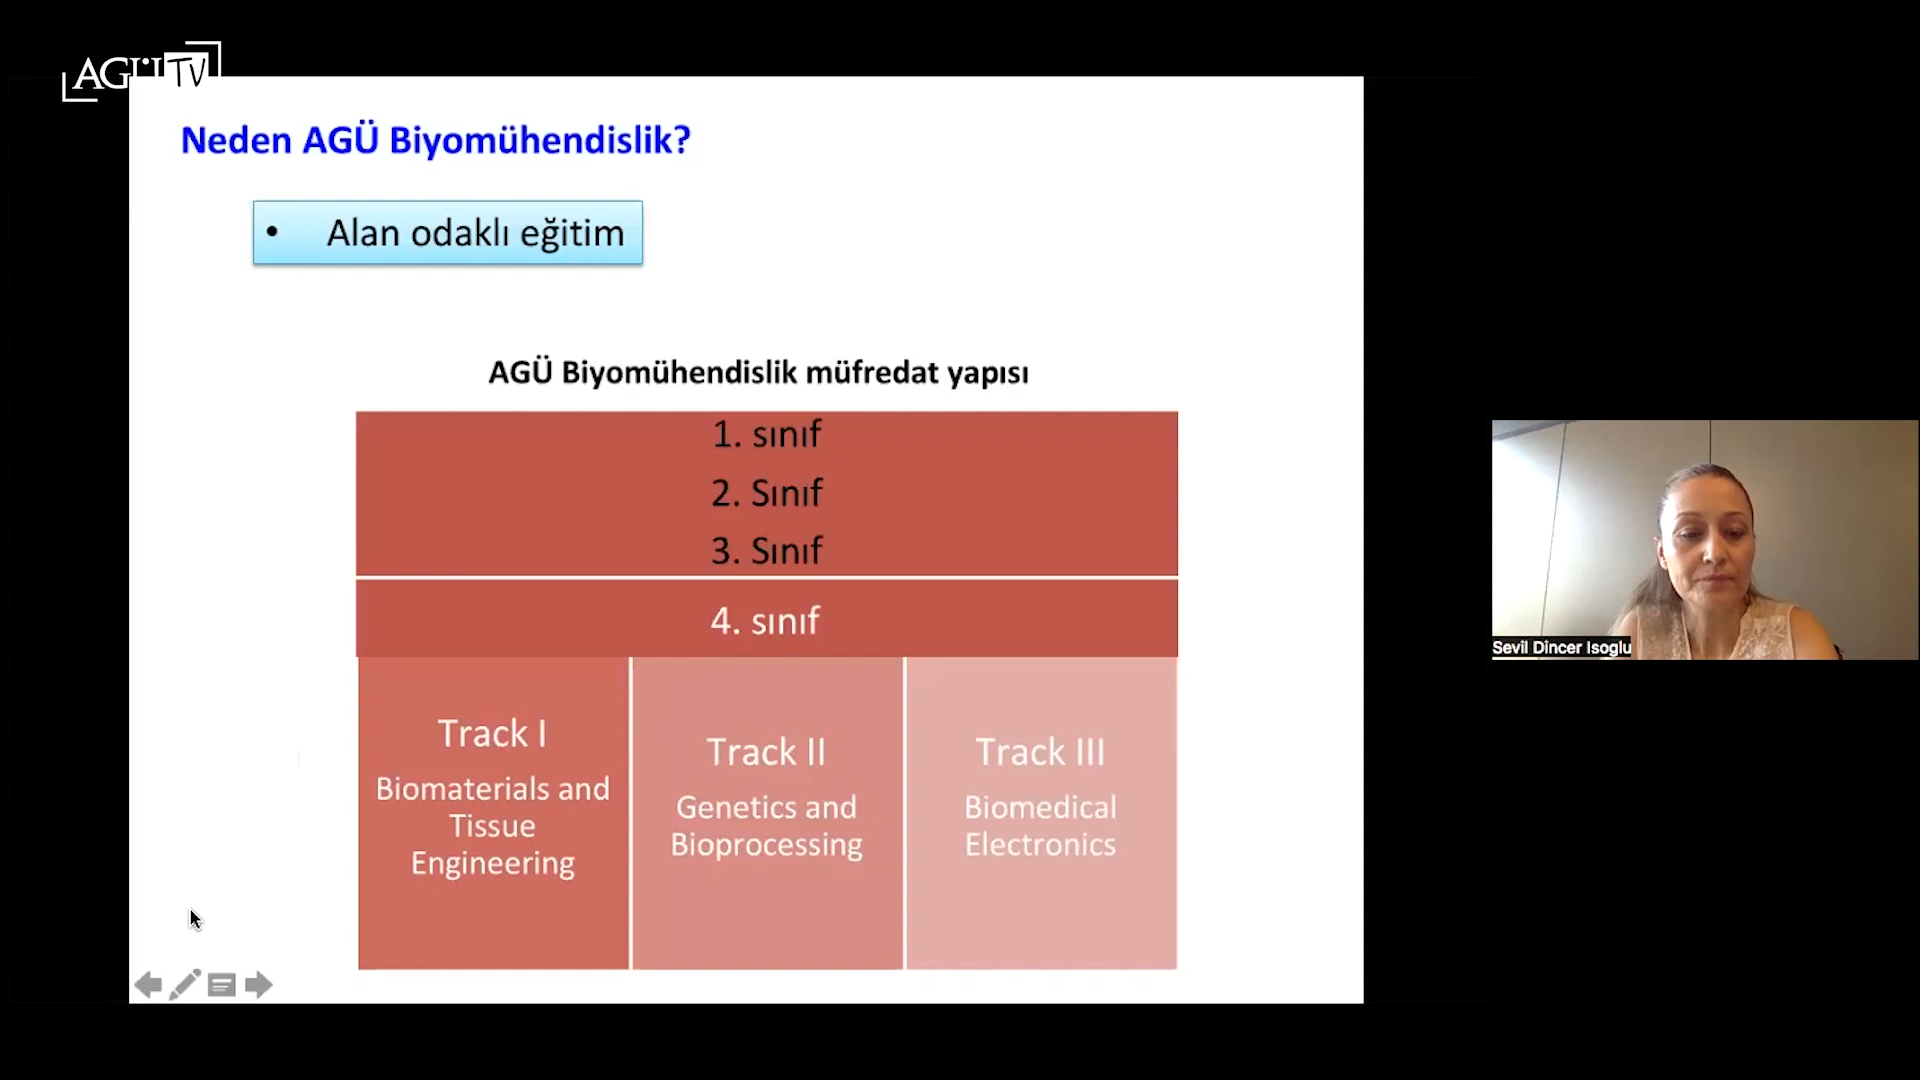 AGÜ TV
Neden AGÜ Biyomühendislik?
• Alan odaklı eğitim
AGÜ Biyomühendislik müfredat yapısı
1. sınıf
2. Sınıf
3. Sınıf
4. sınıf
Track I
Biomaterials and
Tissue
Engineering
Track II
Genetics and
Bioprocessing
Track III
Biomedical
Electronics
Sevil Dincer Isoglu